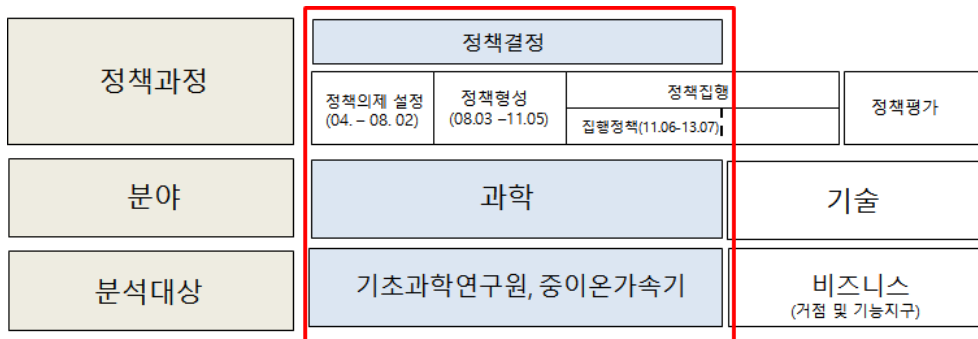 정책과정
정책결정
정책의제 설정
(04. – 08. 02)
정책형성
(08.03 –11.05)
정책집행
집행정책(11.06-13.07)
정책평가
분야
과학
기술
분석대상
기초과학연구원, 중이온가속기
비즈니스
(거점 및 기능지구)